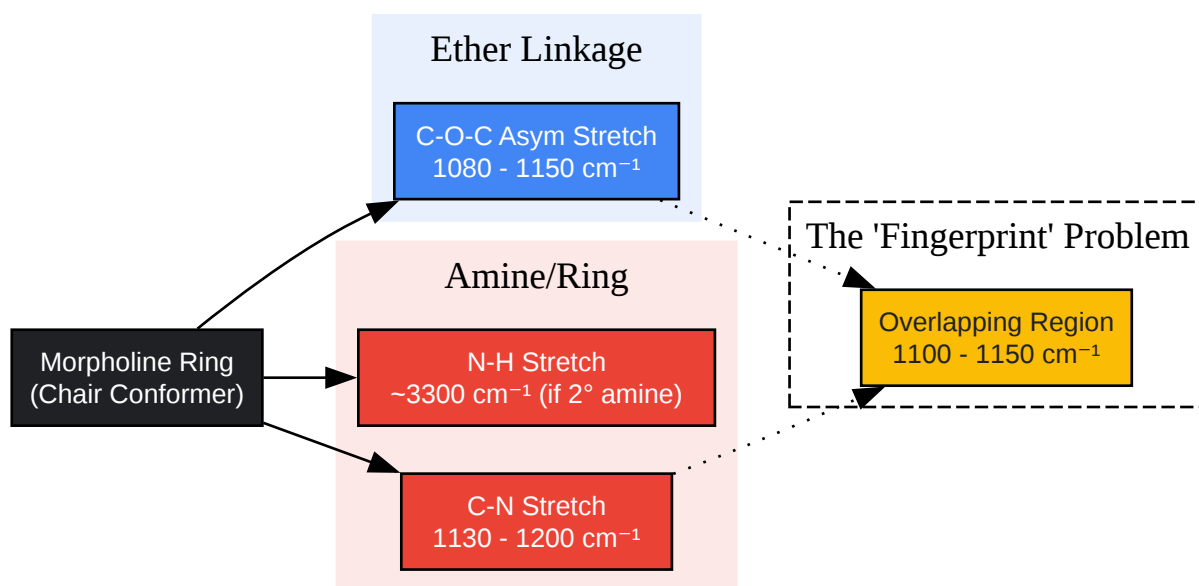 Ether Linkage
C-O-C Asym Stretch
1080 - 1150 cm⁻¹
The 'Fingerprint' Problem
Amine/Ring
Overlapping Region
1100 - 1150 cm⁻¹
Morpholine Ring
(Chair Conformer)
N-H Stretch
~3300 cm⁻¹ (if 2° amine)
C-N Stretch
1130 - 1200 cm⁻¹